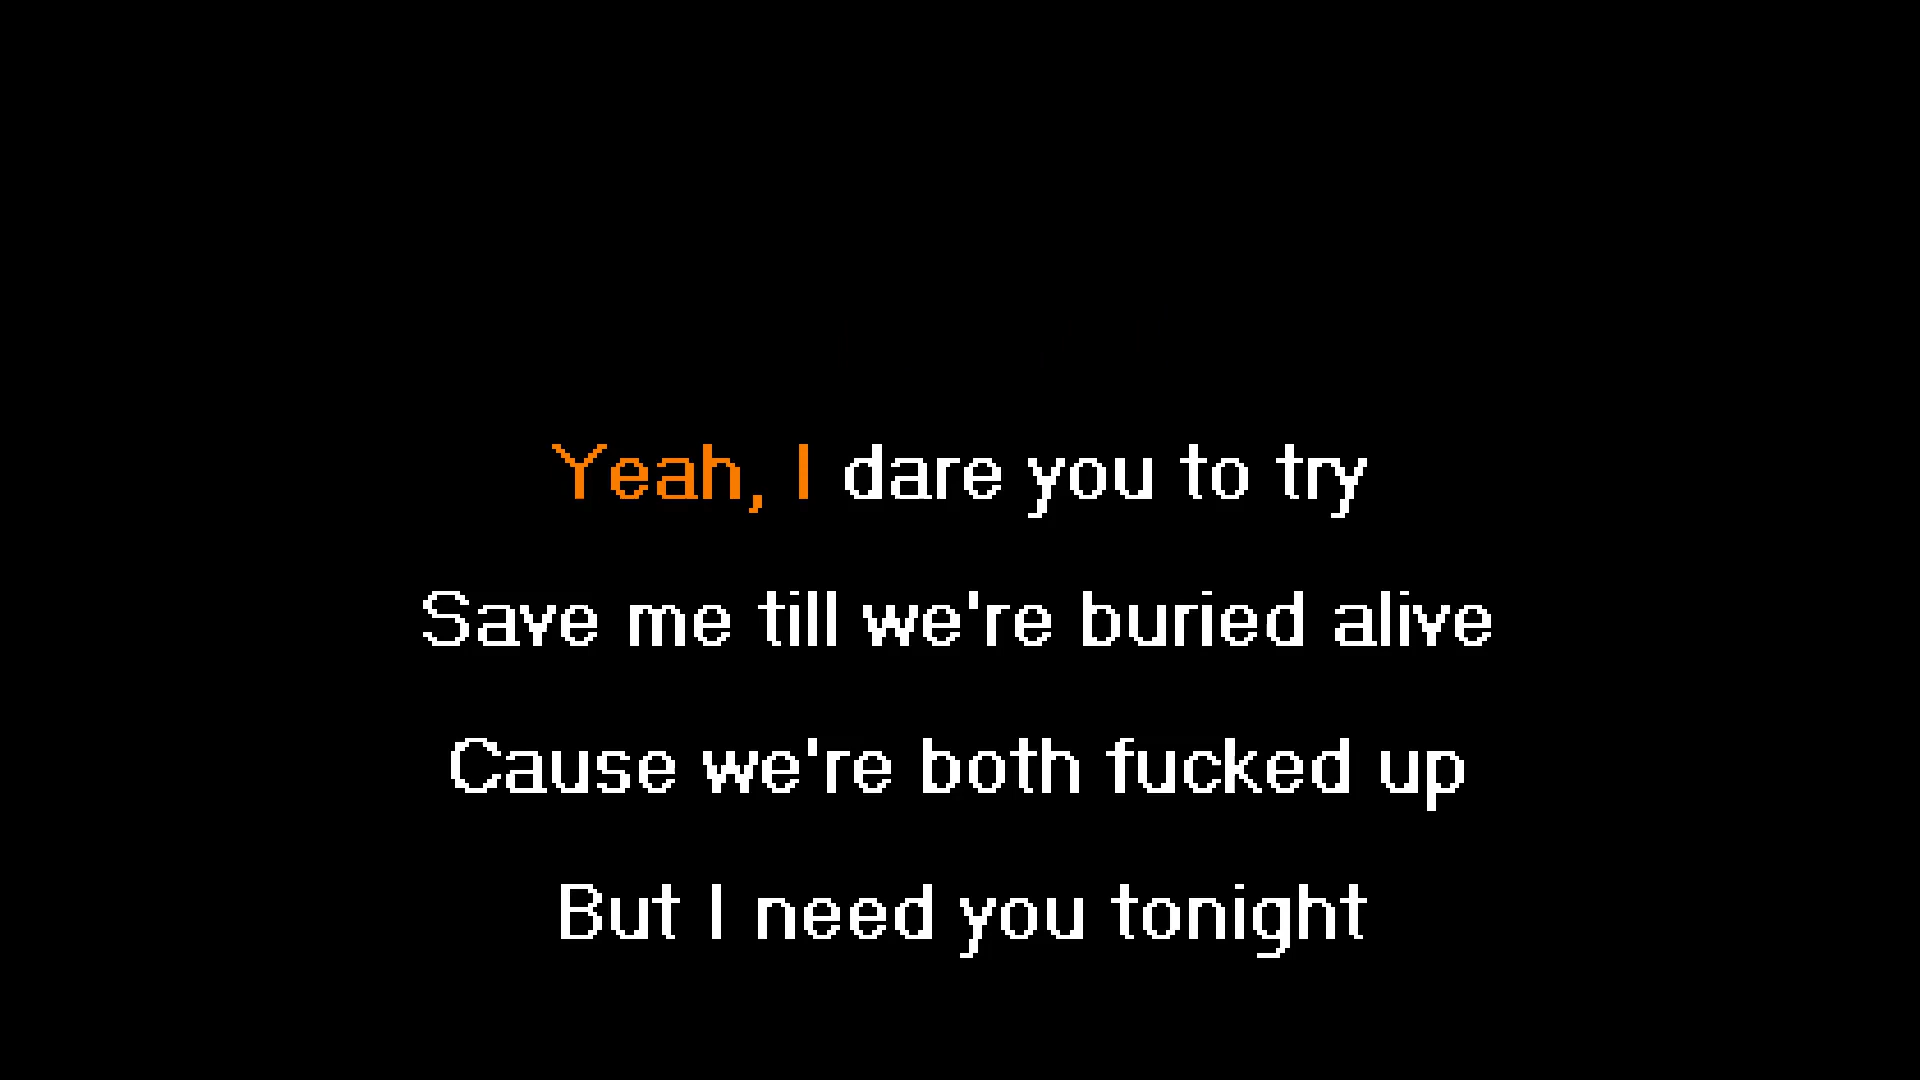 Yeah, I dare you to try
Save me till we're buried alive
Cause we're both fucked up
But I need you tonight